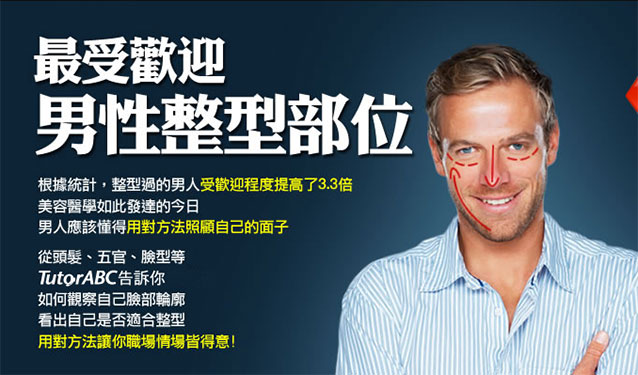 最受歡迎
男性整型部位
根據統計，整型過的男人受歡迎程度提高了3.3倍
美容醫學如此發達的今日
男人應該懂得用對方法照顧自己的面子
從頭髮、五官、臉型等
TutorABC告訴你
如何觀察自己臉部輪廓
看出自己是否適合整型
用對方法讓你職場情場皆得意！